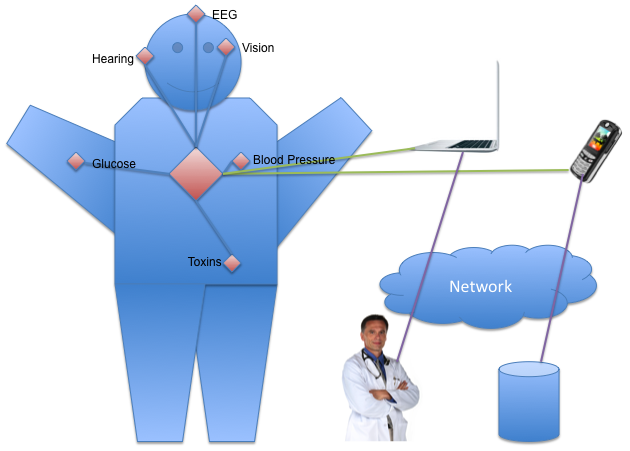 EEG
Vision
Hearing
Glucose
Blood Pressure
Toxins
Network